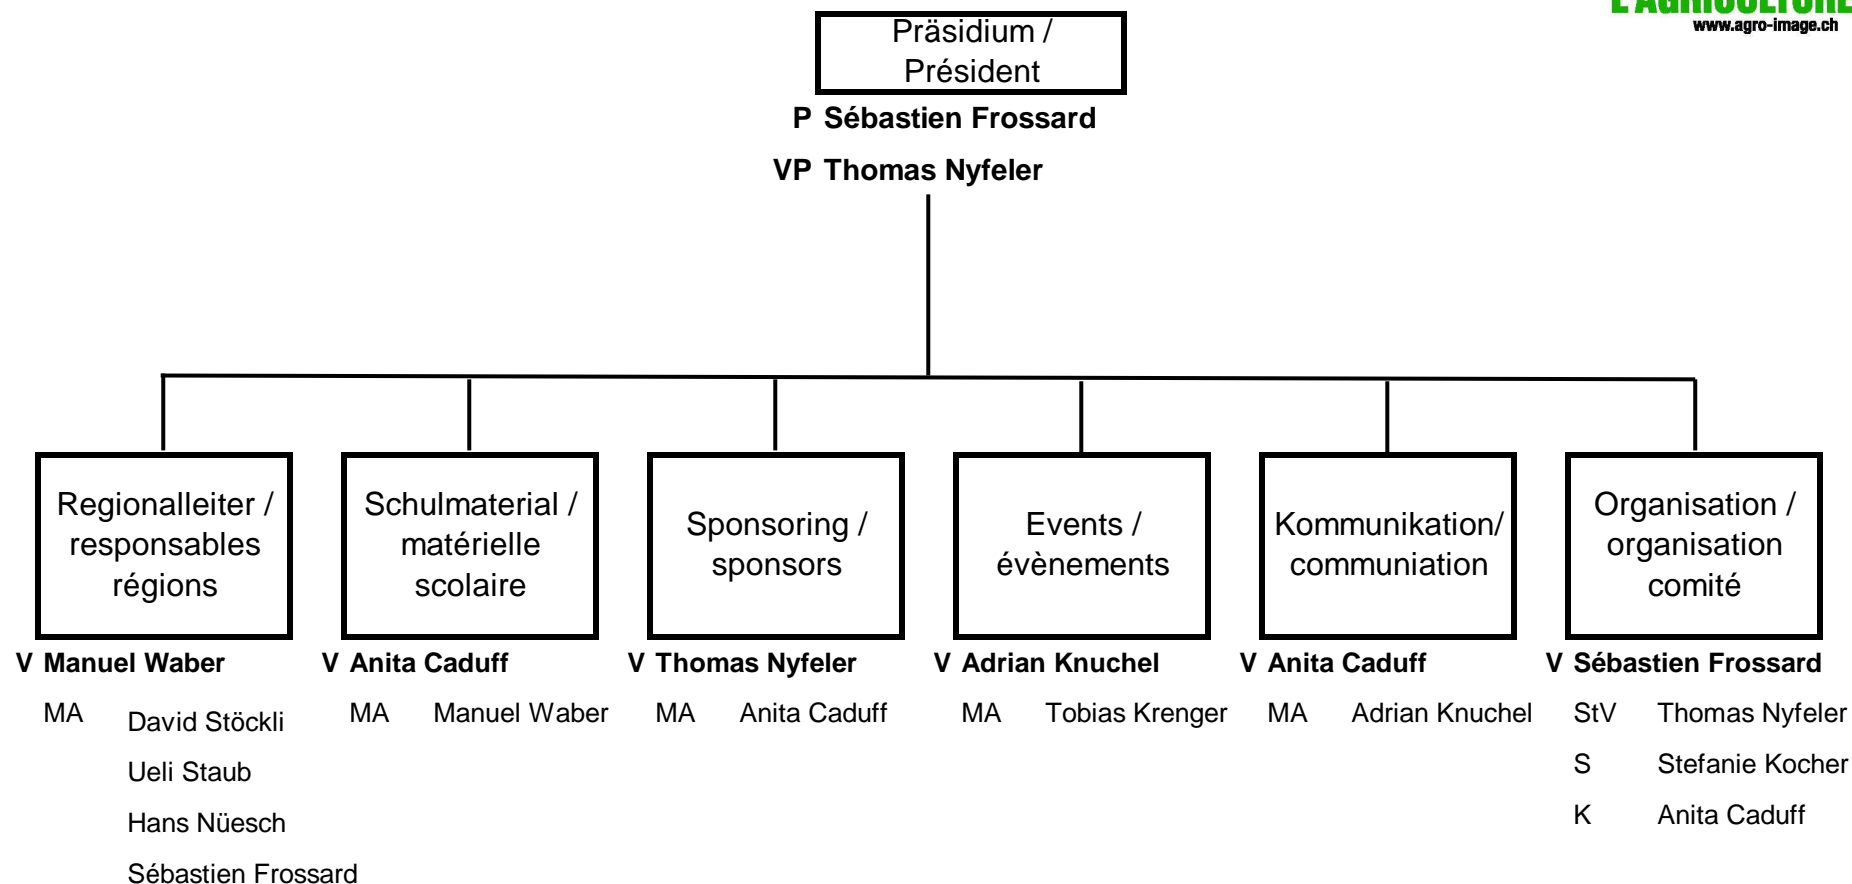 L'AGRICULTURE
www.agro-image.ch
Präsidium /
Président
P Sébastien Frossard
VP Thomas Nyfeler
Regionalleiter /
responsables
régions
V Manuel Waber
MA David Stöckli
Ueli Staub
Hans Nüesch
Sébastien Frossard
Schulmaterial /
matérielle
scolaire
V Anita Caduff
MA Manuel Waber
Sponsoring /
sponsors
V Thomas Nyfeler
MA Anita Caduff
Events /
évènements
V Adrian Knuchel
MA Tobias Krenger
Kommunikation/
communiation
V Anita Caduff
MA Adrian Knuchel
Organisation /
organisation
comité
V Sébastien Frossard
StV Thomas Nyfeler
S Stefanie Kocher
K Anita Caduff